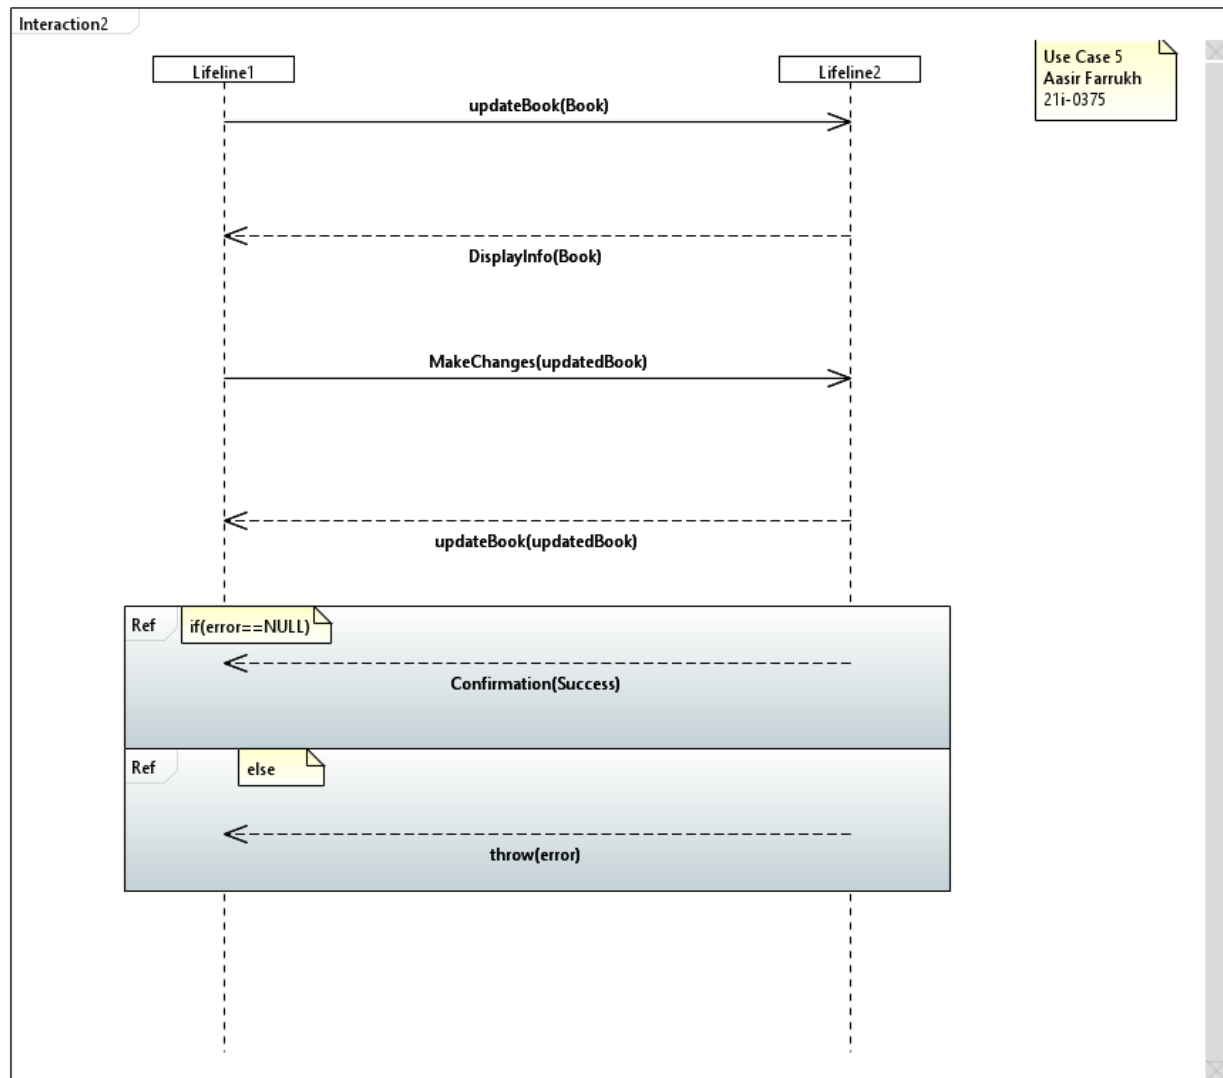 Interaction2
Lifeline1
Lifeline2
Use Case 5
Aasir Farrukh
21i-0375
updateBook(Book)
DisplayInfo(Book)
MakeChanges(updatedBook)
updateBook(updatedBook)
Ref
if(error==NULL)
Confirmation(Success)
Ref
else
throw(error)